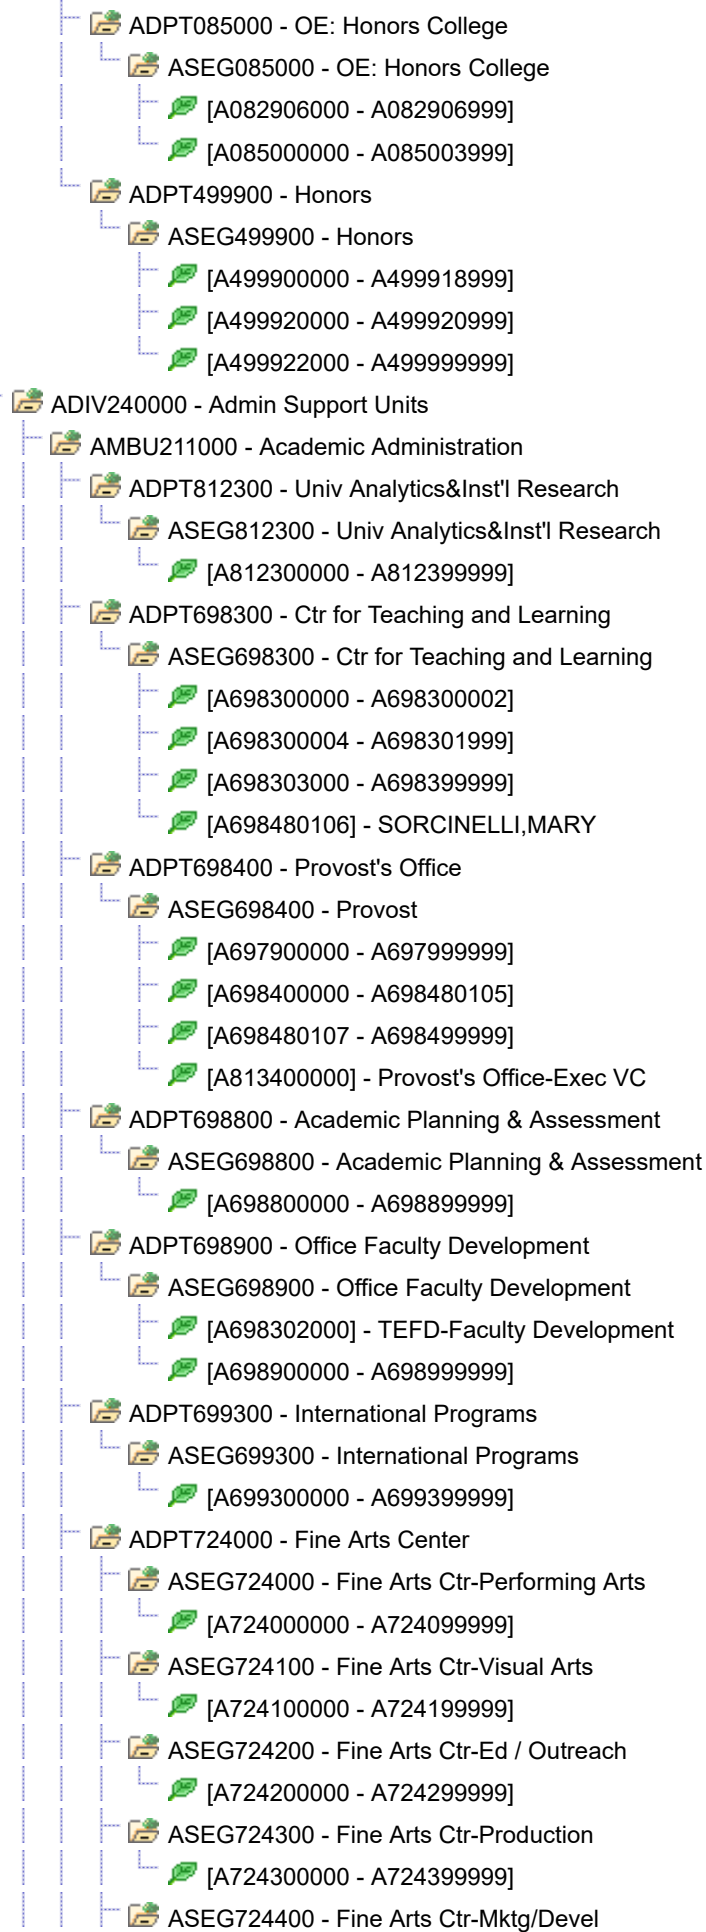 ADPT085000 - OE: Honors College
ASEG085000 - OE: Honors College
[A082906000 - A082906999]
[A085000000 - A085003999]
ADPT499900 - Honors
ASEG499900 - Honors
[A499900000 - A499918999]
[A499920000 - A499920999]
[A499922000 - A499999999]
ADIV240000 - Admin Support Units
AMBU211000 - Academic Administration
ADPT812300 - Univ Analytics&Inst'l Research
ASEG812300 - Univ Analytics&Inst'l Research
[A812300000 - A812399999]
ADPT698300 - Ctr for Teaching and Learning
ASEG698300 - Ctr for Teaching and Learning
[A698300000 - A698300002]
[A698300004 - A698301999]
[A698303000 - A698399999]
[A698480106] - SORCINELLI,MARY
ADPT698400 - Provost's Office
ASEG698400 - Provost
[A697900000 - A697999999]
[A698400000 - A698480105]
[A698480107 - A698499999]
[A813400000] - Provost's Office-Exec VC
ADPT698800 - Academic Planning & Assessment
ASEG698800 - Academic Planning & Assessment
[A698800000 - A698899999]
ADPT698900 - Office Faculty Development
ASEG698900 - Office Faculty Development
[A698302000] - TEFD-Faculty Development
[A698900000 - A698999999]
ADPT699300 - International Programs
ASEG699300 - International Programs
[A699300000 - A699399999]
ADPT724000 - Fine Arts Center
ASEG724000 - Fine Arts Ctr-Performing Arts
[A724000000 - A724099999]
ASEG724100 - Fine Arts Ctr-Visual Arts
[A724100000 - A724199999]
ASEG724200 - Fine Arts Ctr-Ed / Outreach
[A724200000 - A724299999]
ASEG724300 - Fine Arts Ctr-Production
[A724300000 - A724399999]
ASEG724400 - Fine Arts Ctr-Mktg/Devel